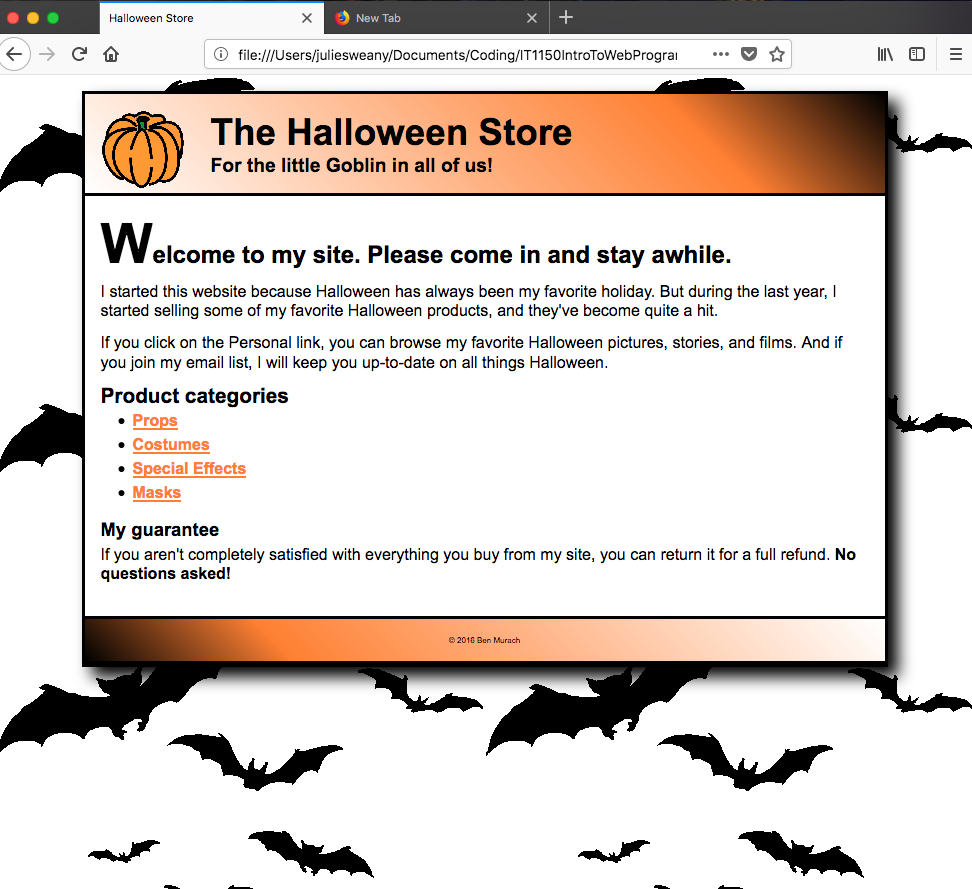 Halloween Store
New Tab
file:///Users/juliesweany/Documents/Coding/IT1150IntroToWebProgran
The Halloween Store
For the little Goblin in all of us!
Welcome to my site. Please come in and stay awhile.
I started this website because Halloween has always been my favorite holiday. But during the last year, I
started selling some of my favorite Halloween products, and they've become quite a hit.
If you click on the Personal link, you can browse my favorite Halloween pictures, stories, and films. And if
you join my email list, I will keep you up-to-date on all things Halloween.
Product categories
• Props
• Costumes
• Special Effects
• Masks
My guarantee
If you aren't completely satisfied with everything you buy from my site, you can return it for a full refund. No
questions asked!
© 2016 Ben Murach